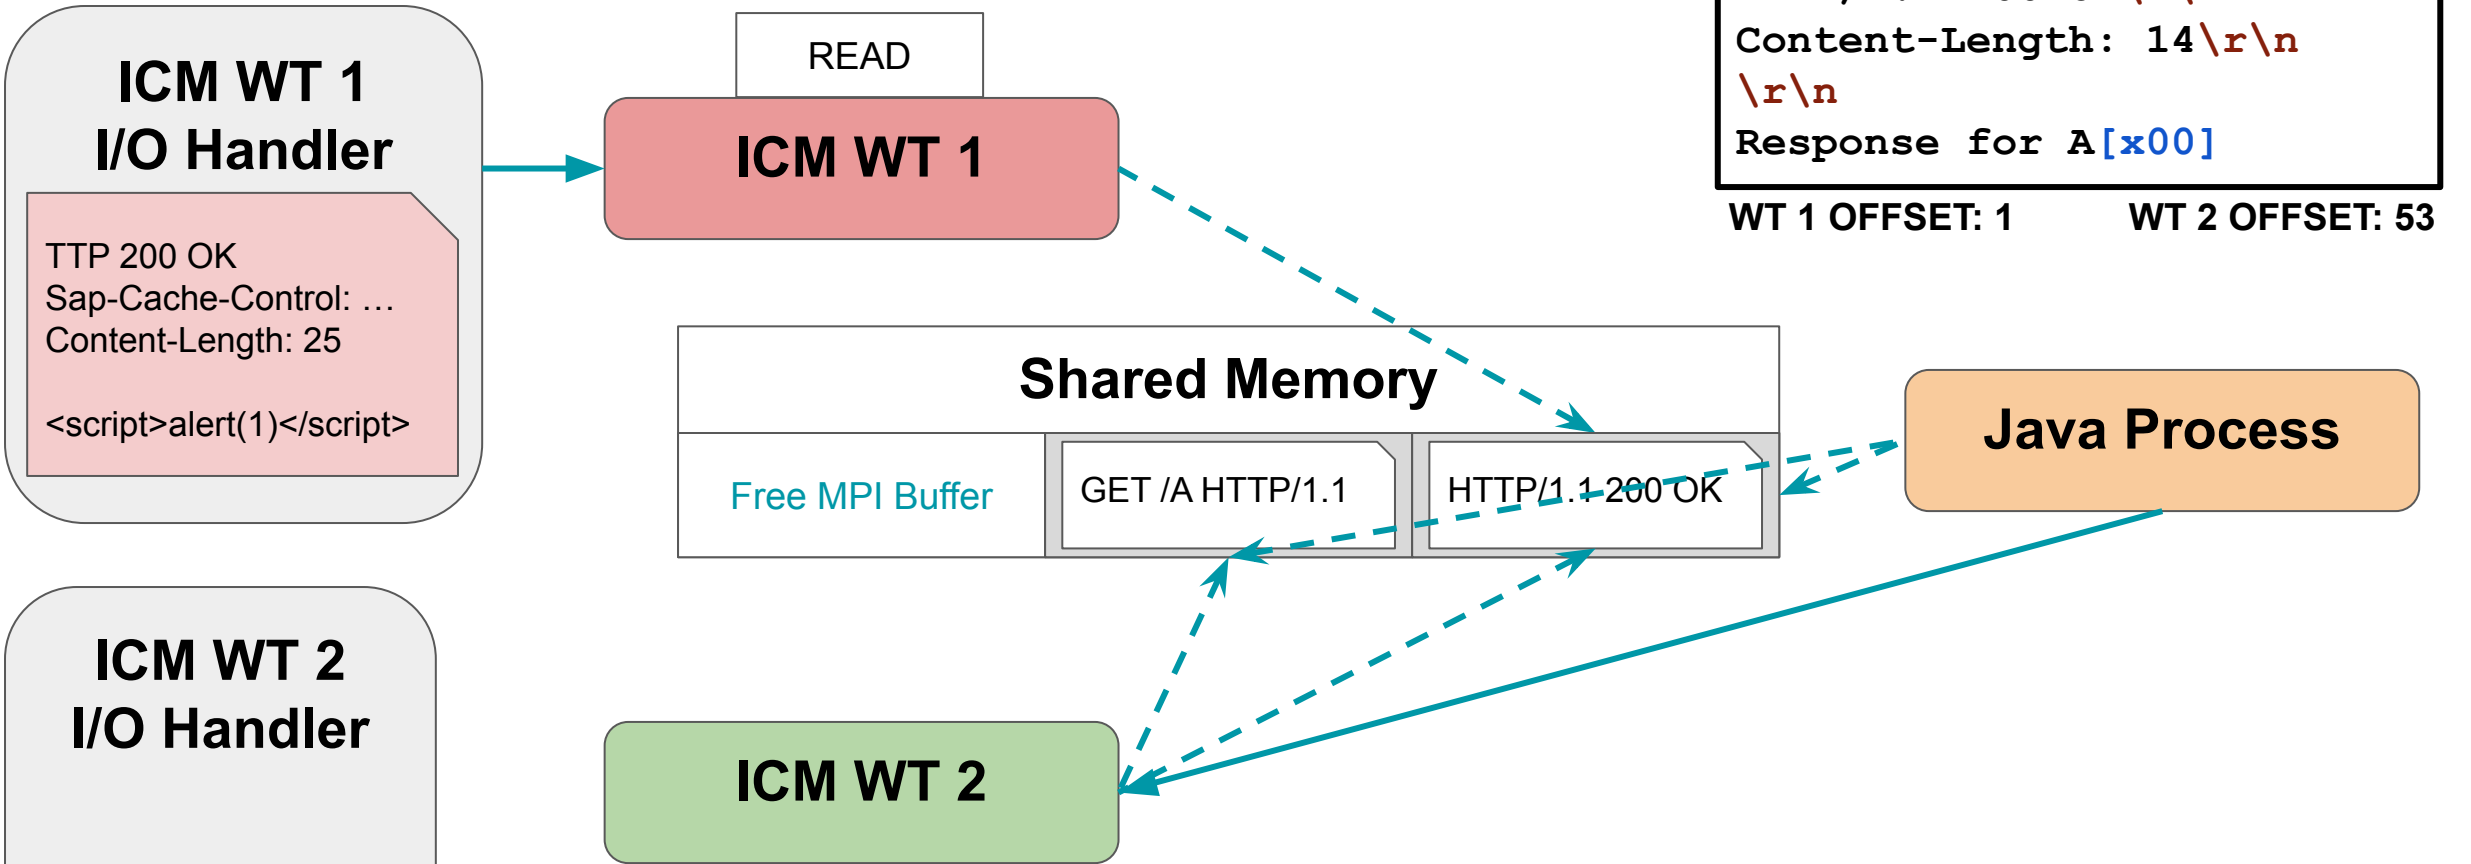 ICM WT 1
I/O Handler
TTP 200 OK
Sap-Cache-Control: …
Content-Length: 25
<script>alert(1)</script>
READ
ICM WT 1
Content-Length: 14\r\n
\r\n
Response for A[x00]
WT 1 OFFSET: 1
WT 2 OFFSET: 53
Shared Memory
Free MPI Buffer
GET /A HTTP/1.1
HTTP/1.1 200 OK
Java Process
ICM WT 2
I/O Handler
ICM WT 2